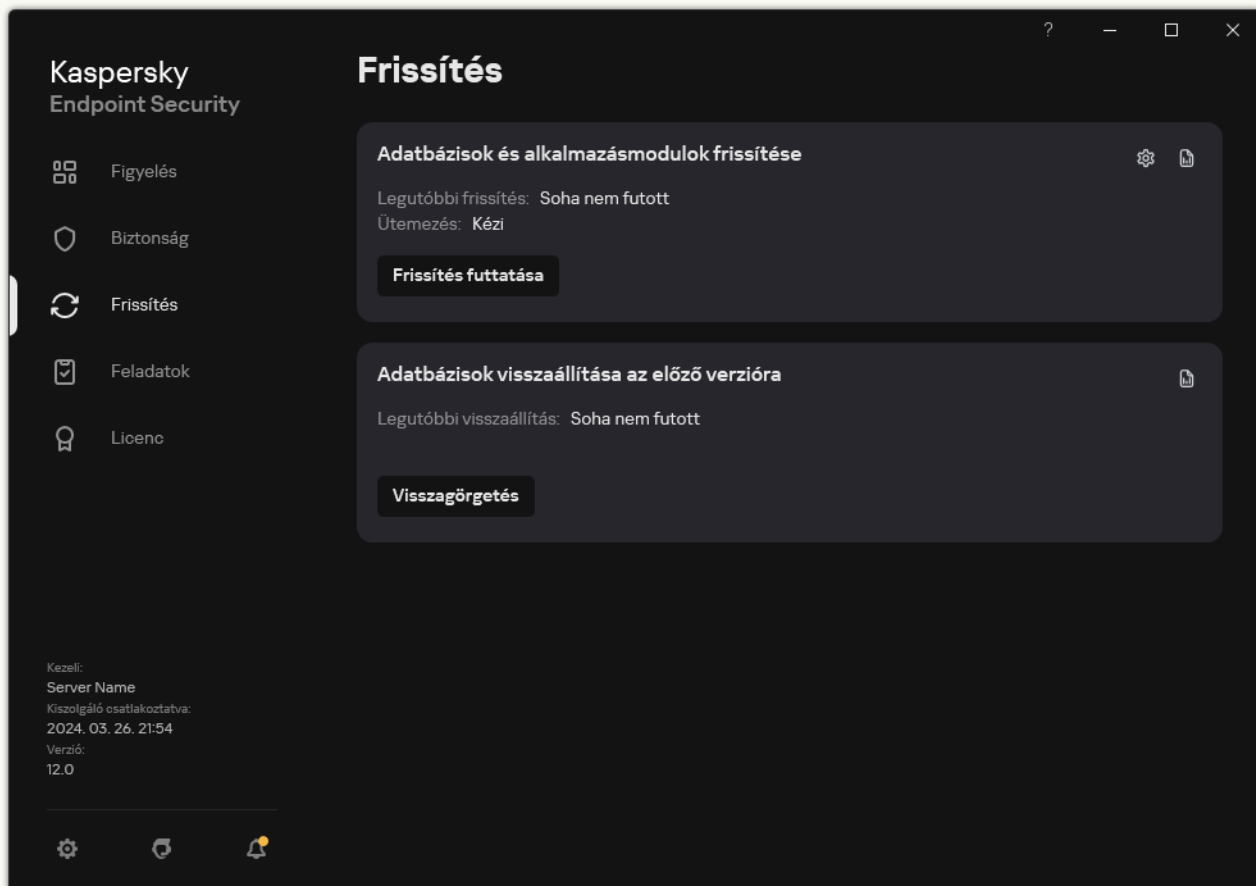 ?
Kaspersky
Endpoint Security
Figyelés
Biztonság
Frissítés
Feladatok
Licenc
Kezeli:
Server Name
Kiszolgáló csatlakoztatva:
2024. 03. 26. 21:54
Verzió:
12.0
Frissítés
Adatbázisok és alkalmazásmodulok frissítése
Legutóbbi frissítés: Soha nem futott
Ütemezés: Kézi
Frissítés futtatása
Adatbázisok visszaállítása az előző verzióra
Legutóbbi visszaállítás: Soha nem futott
Visszagörgetés